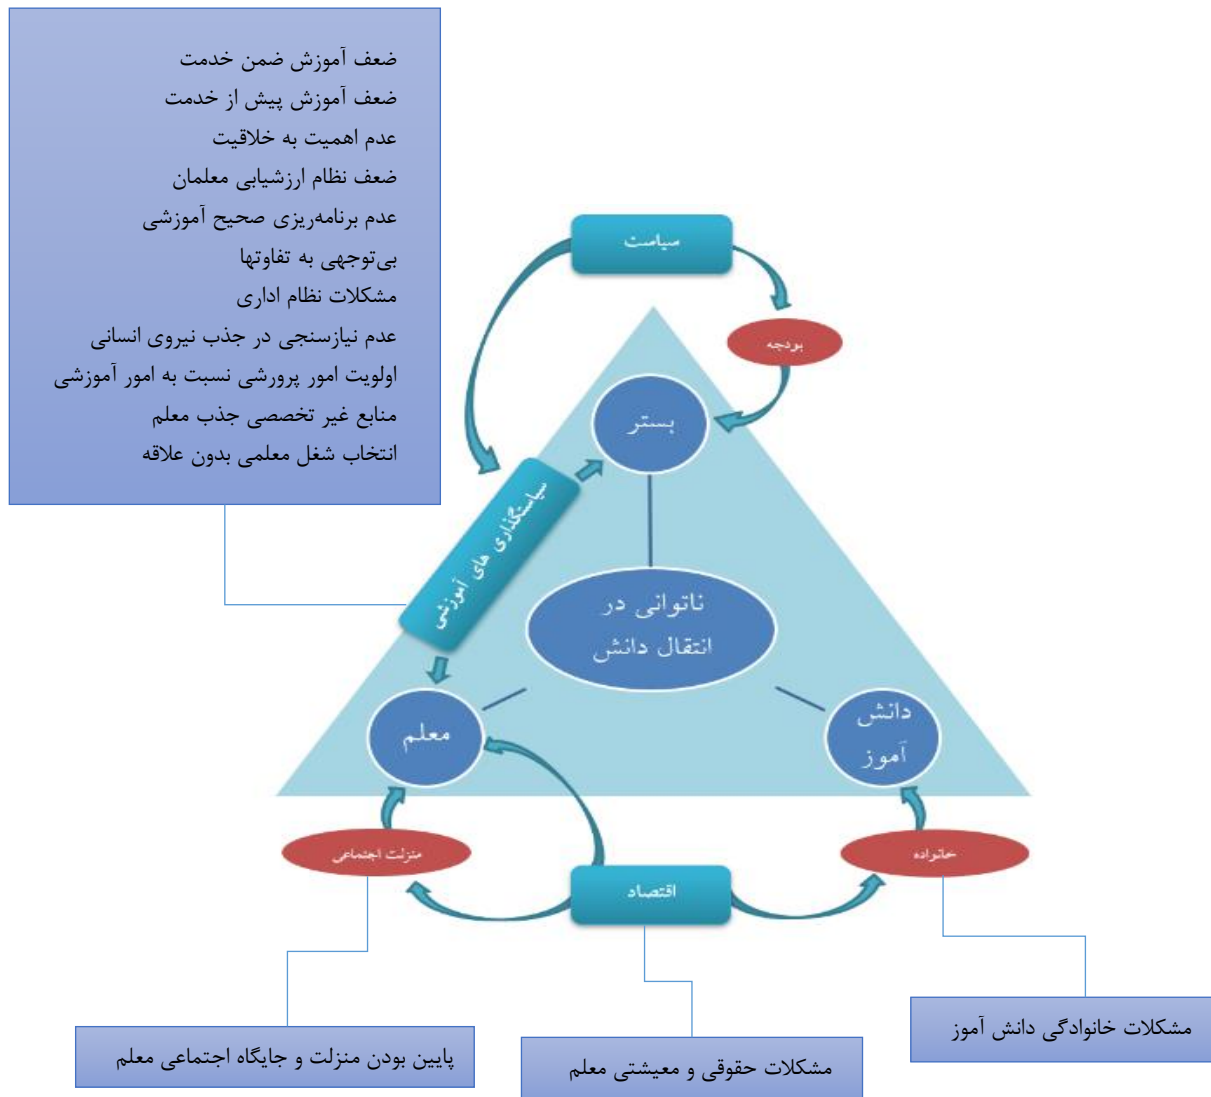 ضعف آموزش ضمن خدمت
ضعف آموزش پیش از خدمت
عدم اهمیت به خلاقیت
ضعف نظام ارزشیابی معلمان
عدم برنامه‌ریزی صحیح آموزشی
بی‌توجهی به تفاوتها
مشکلات نظام اداری
عدم نیازسنجی در جذب نیروی انسانی
اولویت امور پرورشی نسبت به امور آموزشی
منابع غیر تخصصی جذب معلم
انتخاب شغل معلمی بدون علاقه
سیاست
بودجه
بستر
سیاستگذاری های آموزشی
ناتوانی در
انتقال دانش
دانش
آموز
معلم
منزلت اجتماعی
خانواده
اقتصاد
مشکلات خانوادگی دانش آموز
پایین بودن منزلت و جایگاه اجتماعی معلم
مشکلات حقوقی و معیشتی معلم